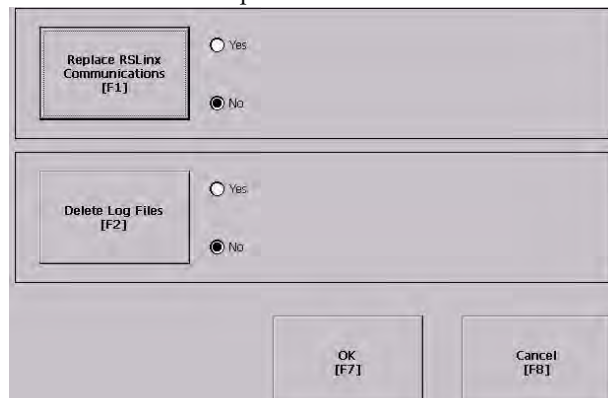 Replace RSLinx
Communications
[F1]
Yes
No
Delete Log Files
[F2]
Yes
No
OK
[F7]
Cancel
[F8]